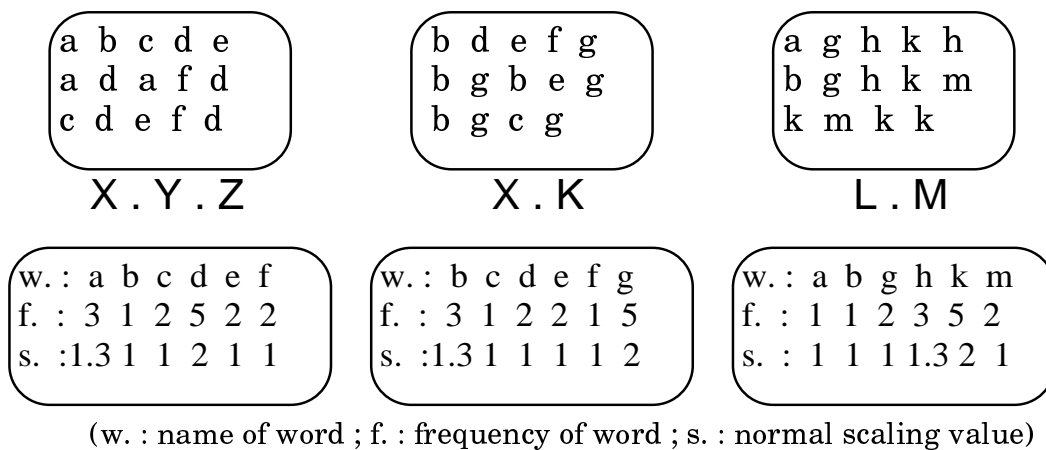 a b c d e
a d a f d
c d e f d
X . Y . Z
b d e f g
b g b e g
b g c g
X . K
a g h k h
b g h k m
k m k k
L . M
w. : a b c d e f
f. : 3 1 2 5 2 2
s. :1.3 1 1 2 1 1
w. : b c d e f g
f. : 3 1 2 2 1 5
s. :1.3 1 1 1 1 2
w. : a b g h k m
f. : 1 1 2 3 5 2
s. : 1 1 1 1.3 2 1
(w. : name of word ; f. : frequency of word ; s. : normal scaling value)